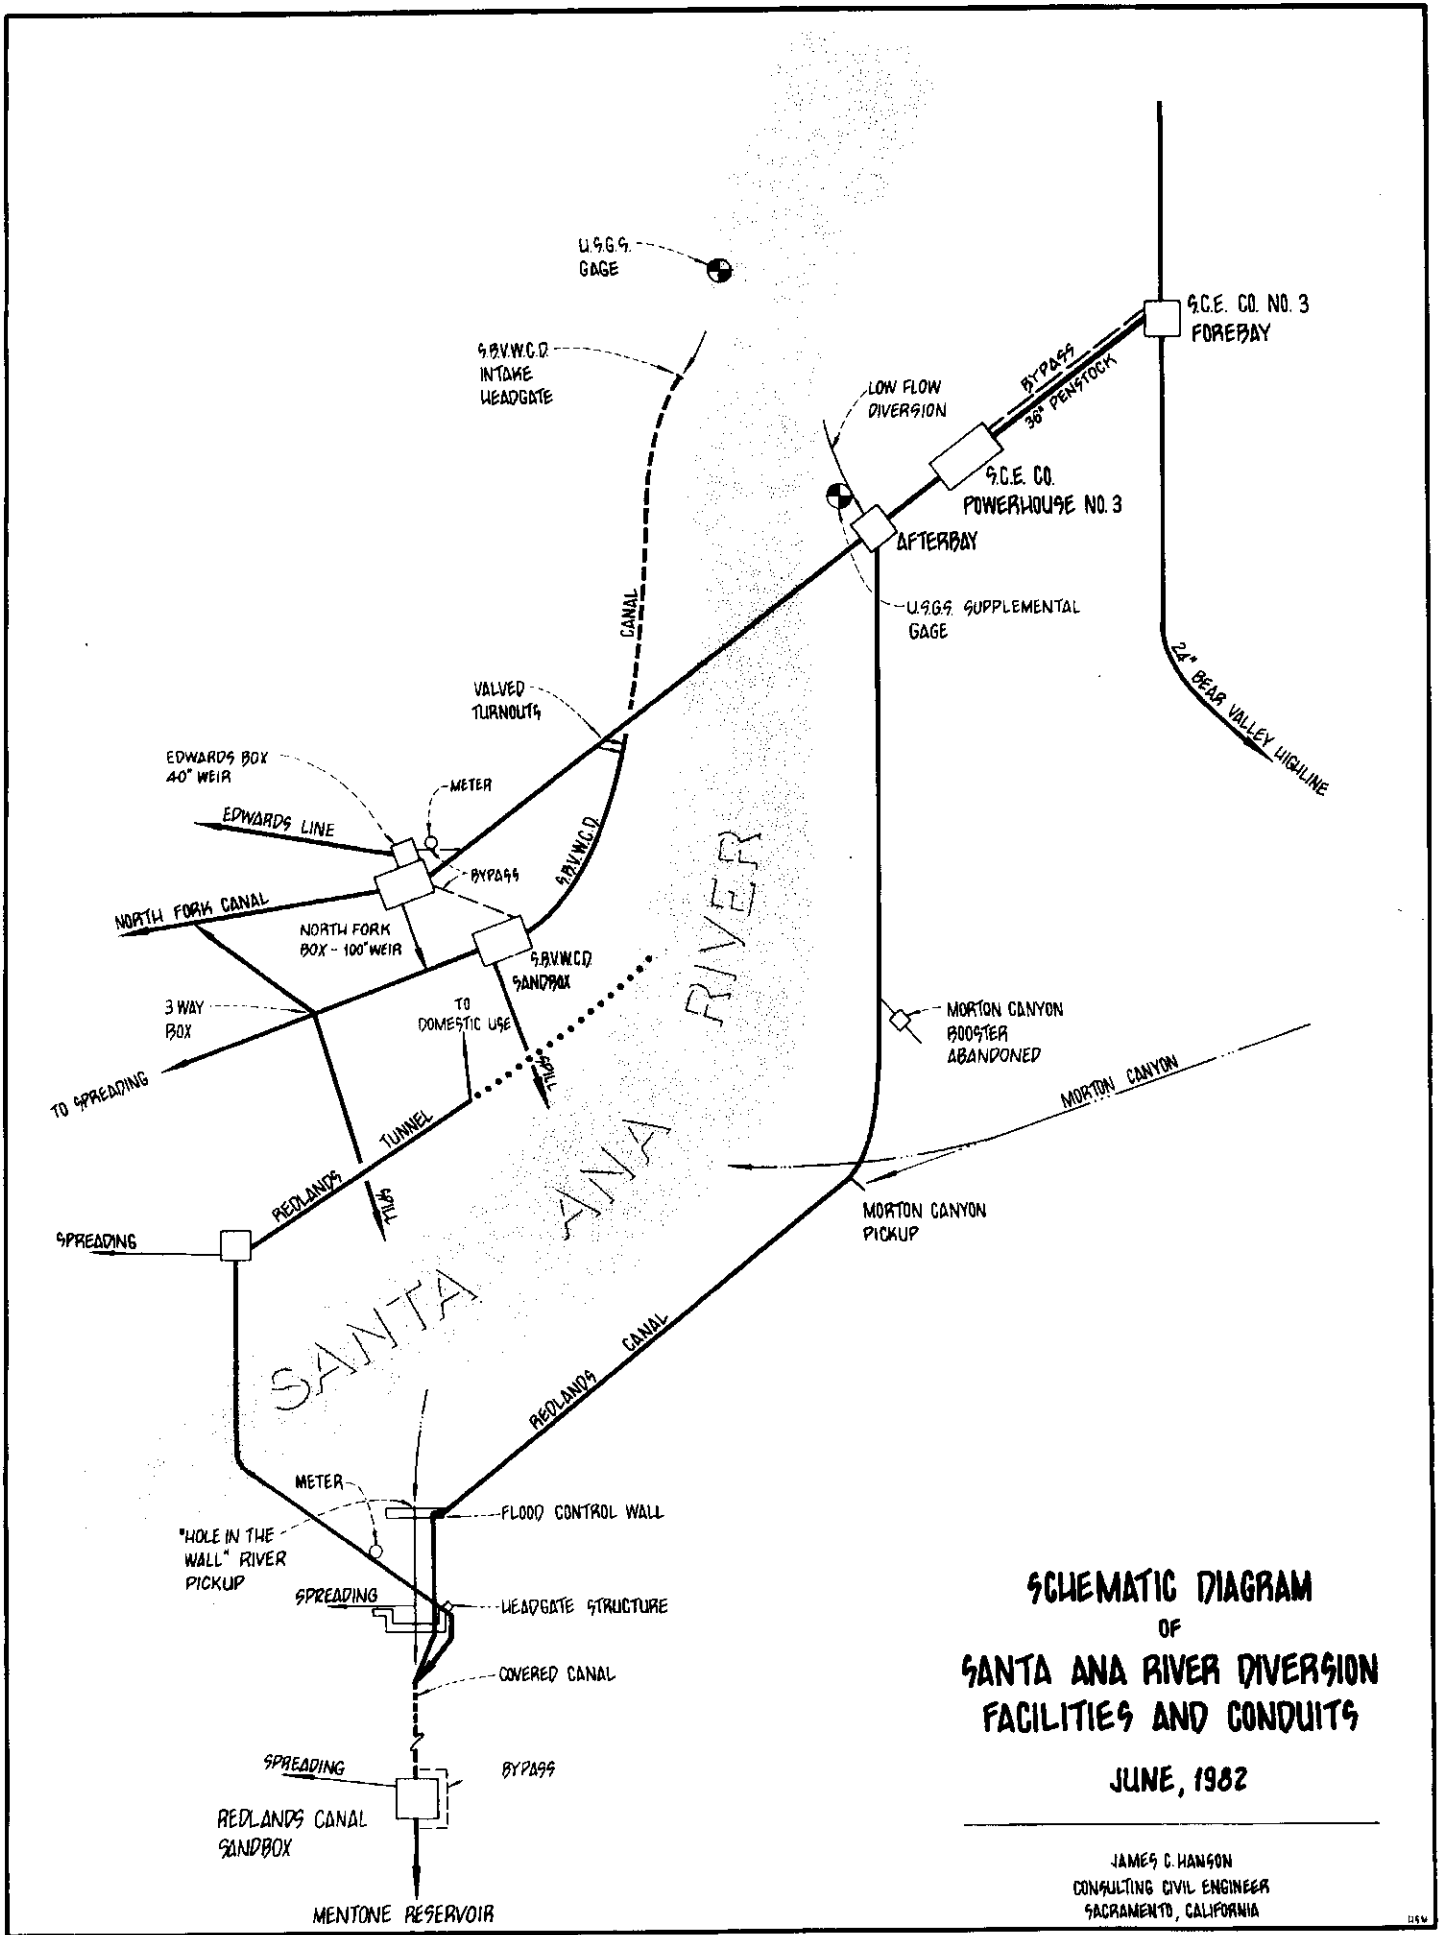 U.S.G.S.
GAGE
S.C.E. CO. NO. 3
FOREBAY
S.B.V.W.C.D.
INTAKE
HEADGATE
BYPASS
36" PENSTOCK
LOW FLOW
DIVERSION
S.C.E. CO.
POWERHOUSE NO. 3
AFTERBAY
U.S.G.S. SUPPLEMENTAL
GAGE
CANAL
24" BEAR VALLEY HIGHLINE
VALVED
TURNOUTS
EDWARDS BOX
40" WEIR
METER
EDWARDS LINE
BYPASS
S.B.V.W.C.D.
NORTH FORK CANAL
NORTH FORK
BOX - 100" WEIR
S.B.V.W.C.D.
SANDBOX
3 WAY
BOX
TO
DOMESTIC USE
SPILL
TO SPREADING
MORTON CANYON
BOOSTER
ABANDONED
MORTON CANYON
REDLANDS TUNNEL
SPILL
SPREADING
MORTON CANYON
PICKUP
SANTA ANA RIVER
REDLANDS CANAL
METER
FLOOD CONTROL WALL
"HOLE IN THE
WALL" RIVER
PICKUP
SPREADING
HEADGATE STRUCTURE
COVERED CANAL
SPREADING
BYPASS
REDLANDS CANAL
SANDBOX
MENTONE RESERVOIR
SCHEMATIC DIAGRAM
OF
SANTA ANA RIVER DIVERSION
FACILITIES AND CONDUITS
JUNE, 1982
JAMES C. HANSON
CONSULTING CIVIL ENGINEER
SACRAMENTO, CALIFORNIA